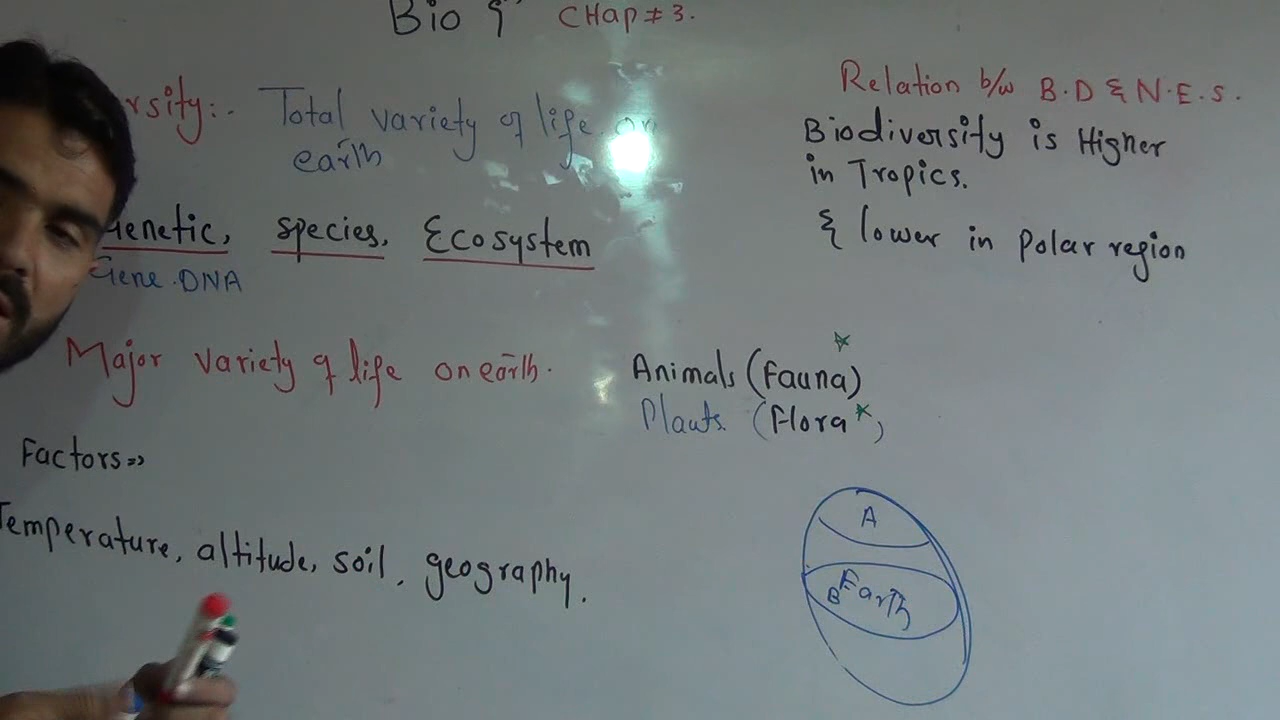 Bio 9 CHap # 3.
rsity:- Total variety of life on
earth
Genetic, species, Ecosystem
Gene.DNA
Major variety of life on earth.
Animals (Fauna)
Plants (Flora*)
Factors =>
Temperature, altitude, soil, geography.
Relation b/w B.D & N.E.S.
Biodiversity is Higher
in Tropics.
& lower in polar region
A
B Earth